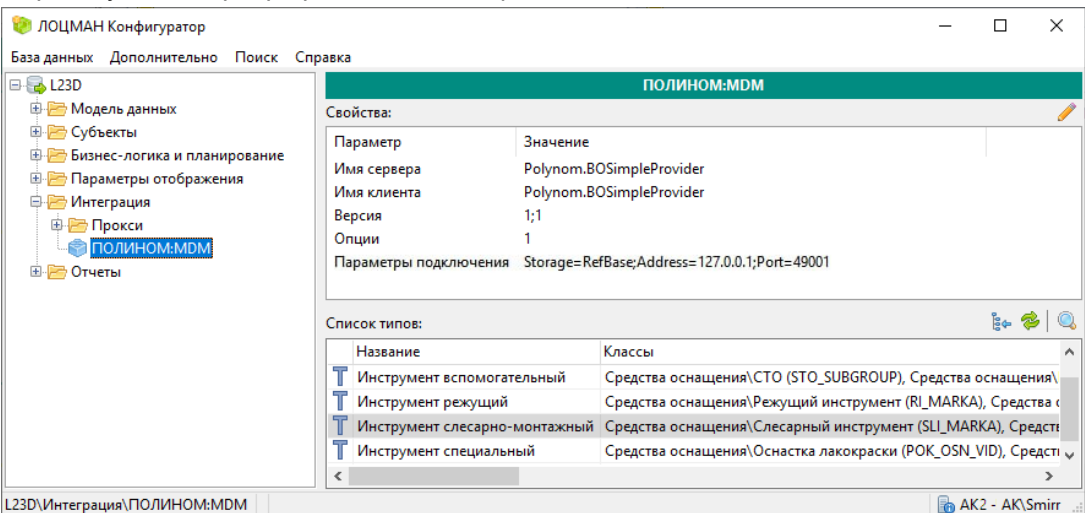 ЛОЦМАН Конфигуратор
База данных Дополнительно Поиск Справка
L23D
Модель данных
Субъекты
Бизнес-логика и планирование
Параметры отображения
Интеграция
Прокси
ПОЛИНОМ:MDM
Отчеты
ПОЛИНОМ:MDM
Свойства:
Параметр Значение
Имя сервера Polynom.BOSimpleProvider
Имя клиента Polynom.BOSimpleProvider
Версия 1;1
Опции 1
Параметры подключения Storage=RefBase;Address=127.0.0.1;Port=49001
Список типов:
Название Классы
Инструмент вспомогательный Средства оснащения\СТО (STO_SUBGROUP), Средства оснащения\
Инструмент режущий Средства оснащения\Режущий инструмент (RI_MARKA), Средства
Инструмент слесарно-монтажный Средства оснащения\Слесарный инструмент (SLI_MARKA), Средств
Инструмент специальный Средства оснащения\Оснастка лакокраски (POK_OSN_VID), Средст
L23D\Интеграция\ПОЛИНОМ:MDM
AK2 - AK\Smirr